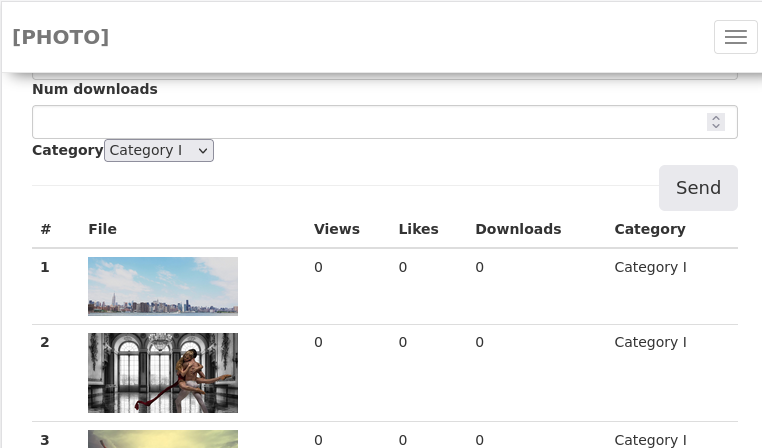 [PHOTO]
Num downloads
Category Category I
Send
# File Views Likes Downloads Category
1 0 0 0 Category I
2 0 0 0 Category I
3 0 0 0 Category I